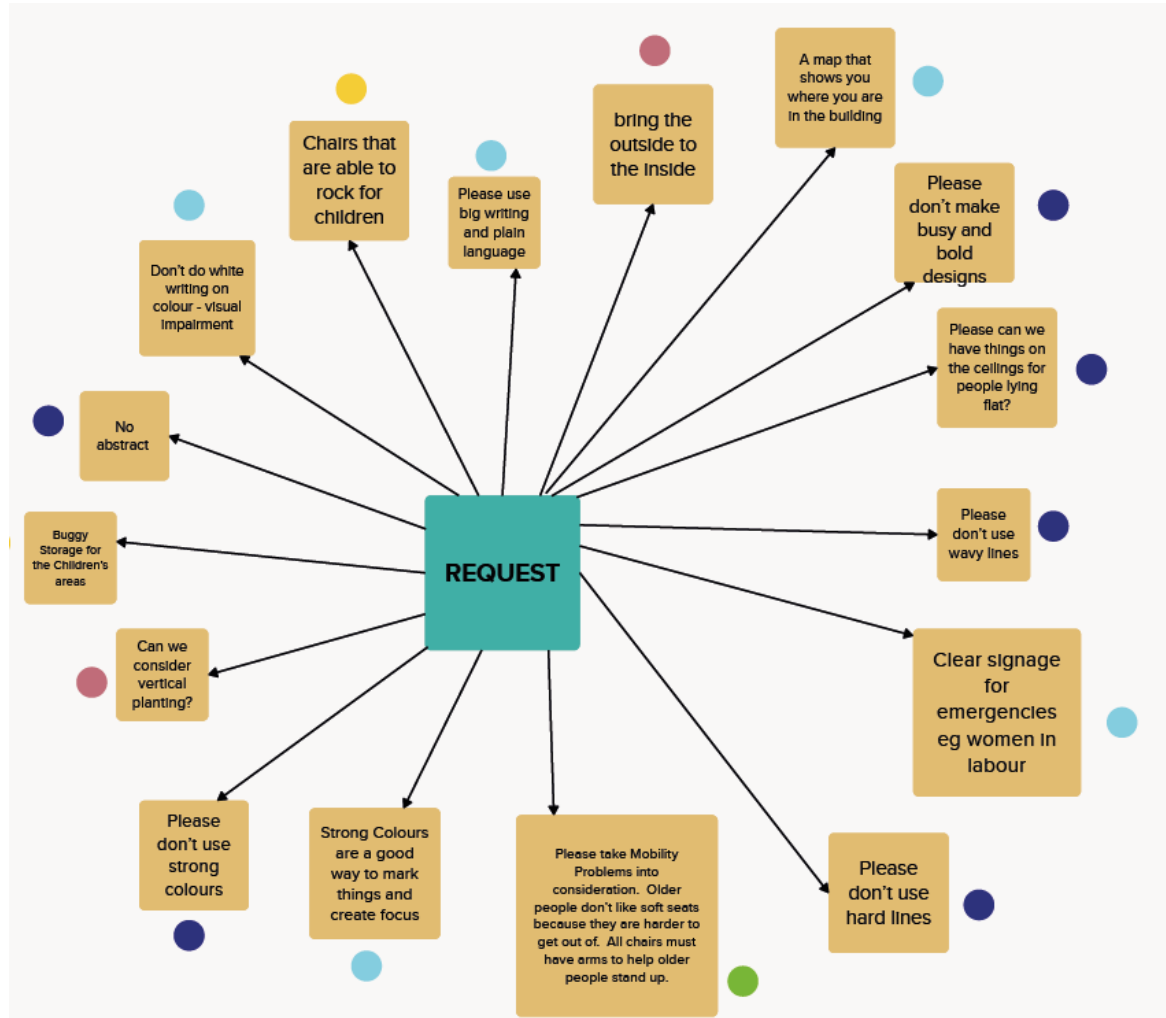 A map that
shows you
where you are
in the building
bring the
outside to
the inside
Chairs that
are able to
rock for
children
Please use
big writing
and plain
language
Please
don't make
busy and
bold
designs
Don't do white
writing on
colour - visual
impairment
Please can we
have things on
the ceilings for
people lying
flat?
No
abstract
Please
don't use
wavy lines
Buggy
Storage for
the Children's
areas
REQUEST
Can we
consider
vertical
planting?
Clear signage
for
emergencies
eg women in
labour
Please
don't use
strong
colours
Strong Colours
are a good
way to mark
things and
create focus
Please take Mobility
Problems into
consideration. Older
people don't like soft seats
because they are harder to
get out of. All chairs must
have arms to help older
people stand up.
Please
don't use
hard lines